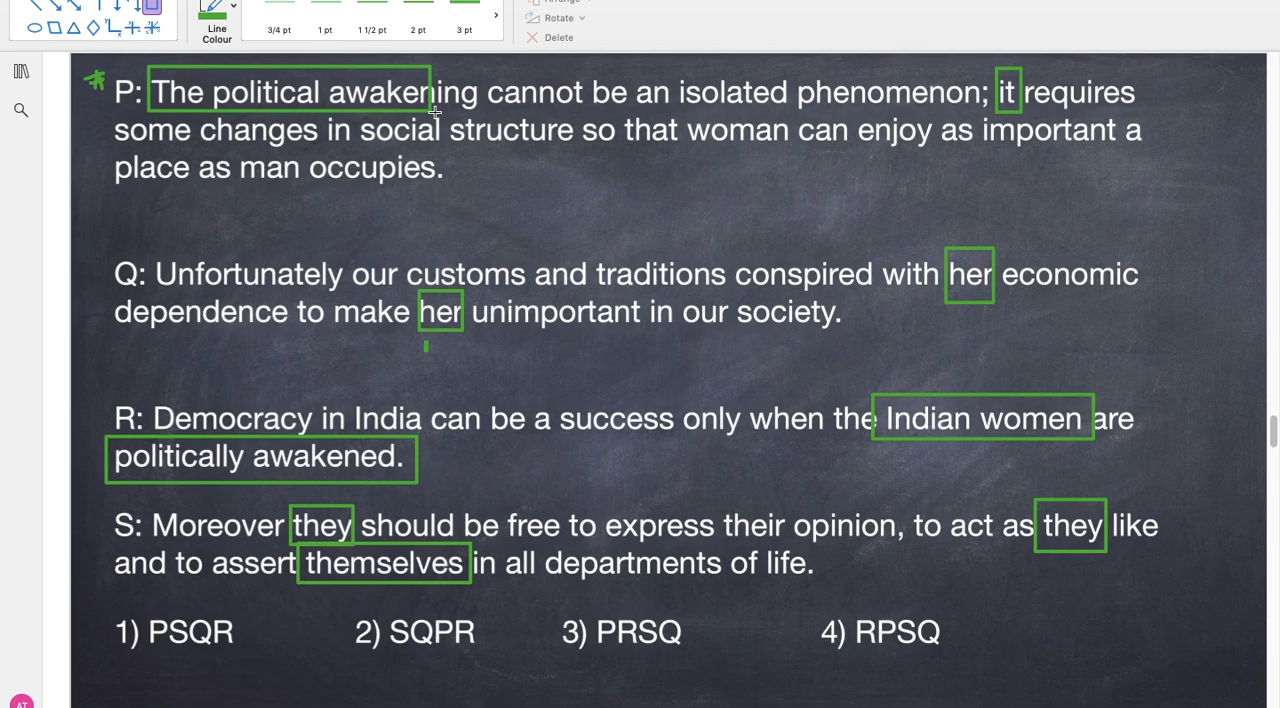 Arrange
Rotate
Delete
Line
Colour
3/4 pt 1 pt 1 1/2 pt 2 pt 3 pt
P: The political awakening cannot be an isolated phenomenon; it requires
some changes in social structure so that woman can enjoy as important a
place as man occupies.
Q: Unfortunately our customs and traditions conspired with her economic
dependence to make her unimportant in our society.
R: Democracy in India can be a success only when the Indian women are
politically awakened.
S: Moreover they should be free to express their opinion, to act as they like
and to assert themselves in all departments of life.
1) PSQR 2) SQPR 3) PRSQ 4) RPSQ
AT